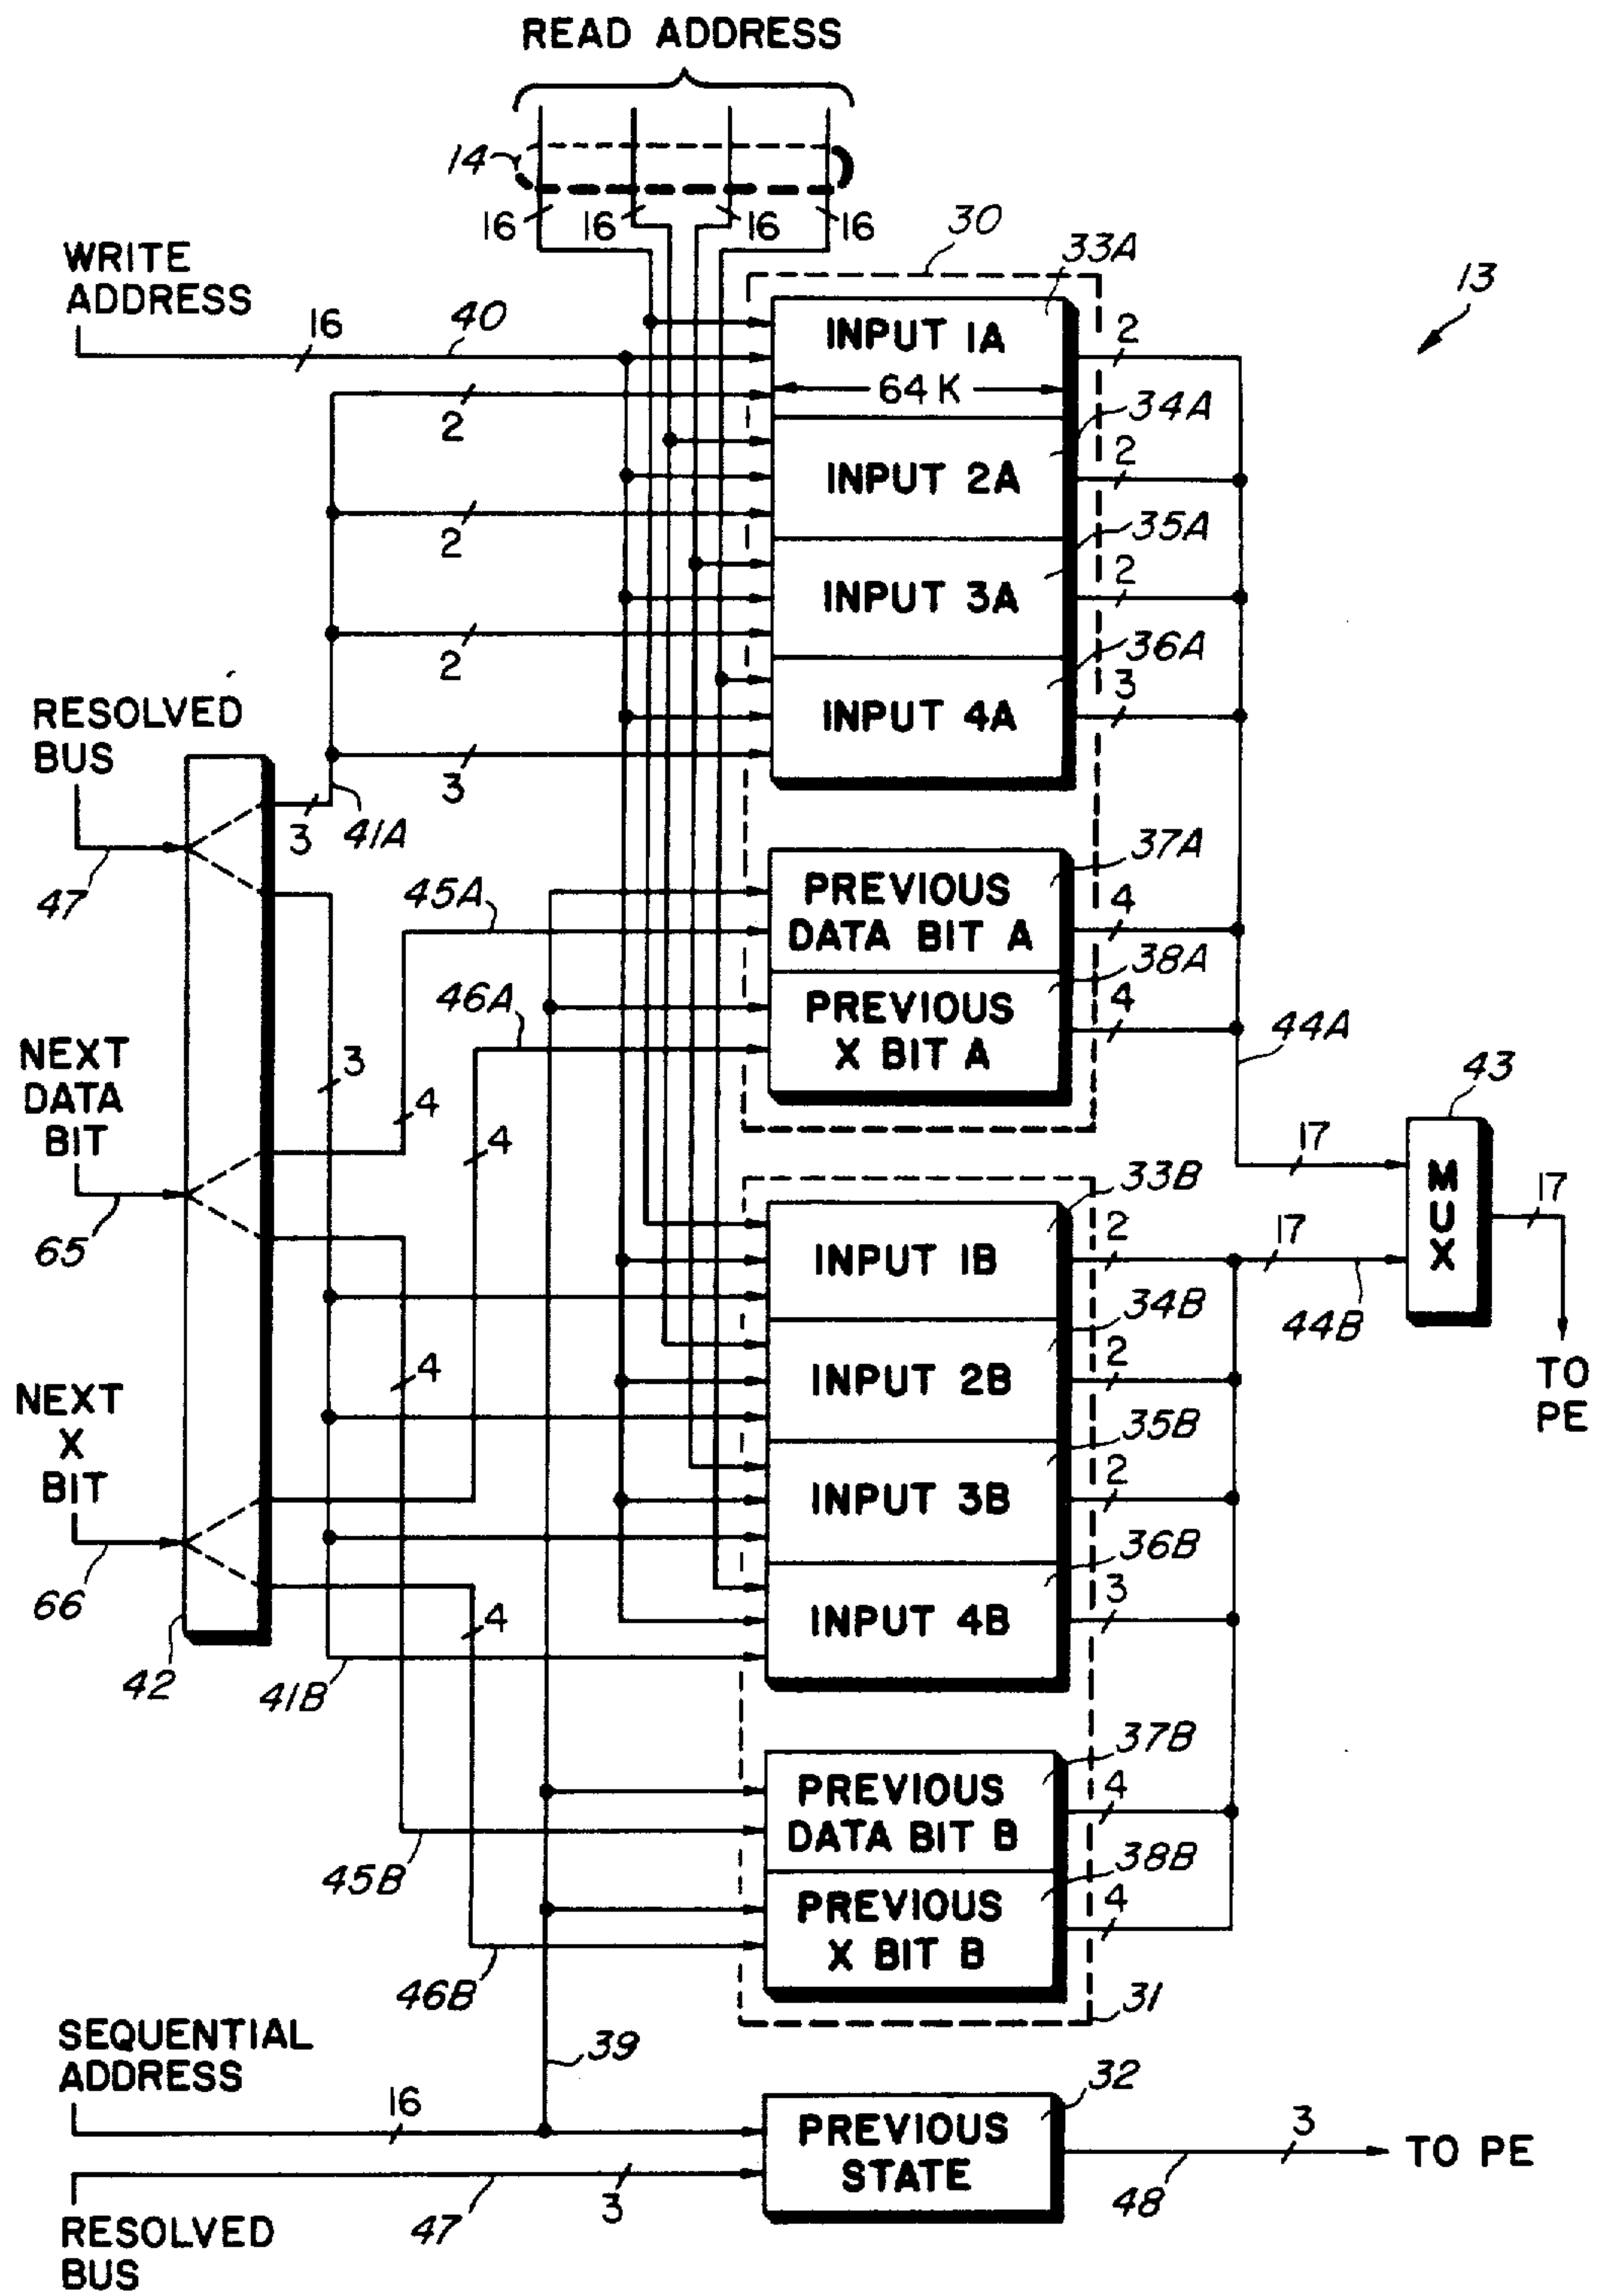 READ ADDRESS
14
16
16
16
16
30
33A
13
WRITE
ADDRESS
16
40
INPUT 1A
2
64K
2
34A
2
INPUT 2A
2
35A
2
INPUT 3A
2
36A
3
INPUT 4A
3
RESOLVED
BUS
3
41A
47
37A
45A
PREVIOUS
DATA BIT A
4
38A
46A
PREVIOUS
X BIT A
4
44A
NEXT
DATA
BIT
3
4
4
43
17
MUX
17
65
33B
INPUT 1B
2
17
44B
34B
4
INPUT 2B
2
TO
PE
NEXT
X
BIT
35B
INPUT 3B
2
36B
66
4
INPUT 4B
3
42
41B
37B
PREVIOUS
DATA BIT B
4
45B
38B
PREVIOUS
X BIT B
4
46B
31
SEQUENTIAL
ADDRESS
39
16
32
PREVIOUS
STATE
3
TO PE
47
3
48
RESOLVED
BUS